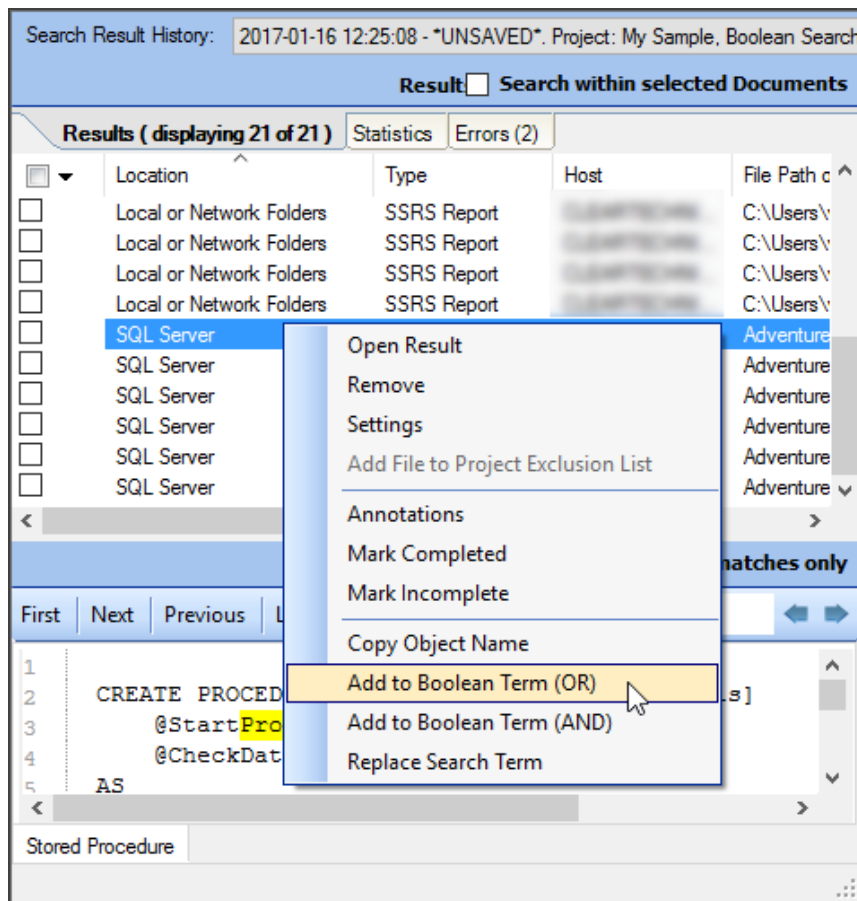 Search Result History: 2017-01-16 12:25:08 - *UNSAVED*. Project: My Sample, Boolean Search
Result Search within selected Documents
Results ( displaying 21 of 21 ) Statistics Errors (2)
Location Type Host File Path
Local or Network Folders SSRS Report C:\Users\
Local or Network Folders SSRS Report C:\Users\
Local or Network Folders SSRS Report C:\Users\
Local or Network Folders SSRS Report C:\Users\
SQL Server Adventure
SQL Server Adventure
SQL Server Adventure
SQL Server Adventure
SQL Server Adventure
SQL Server Adventure
Open Result
Remove
Settings
Add File to Project Exclusion List
Annotations
Mark Completed
Mark Incomplete
Copy Object Name
Add to Boolean Term (OR)
Add to Boolean Term (AND)
Replace Search Term
natches only
First Next Previous L
1
2 CREATE PROCED s]
3 @StartPro
4 @CheckDat
5 AS
Stored Procedure